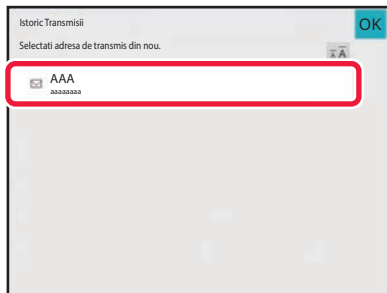 Istoric Transmisii
OK
Selectati adresa de transmis din nou.
AAA
aaaaaaaa